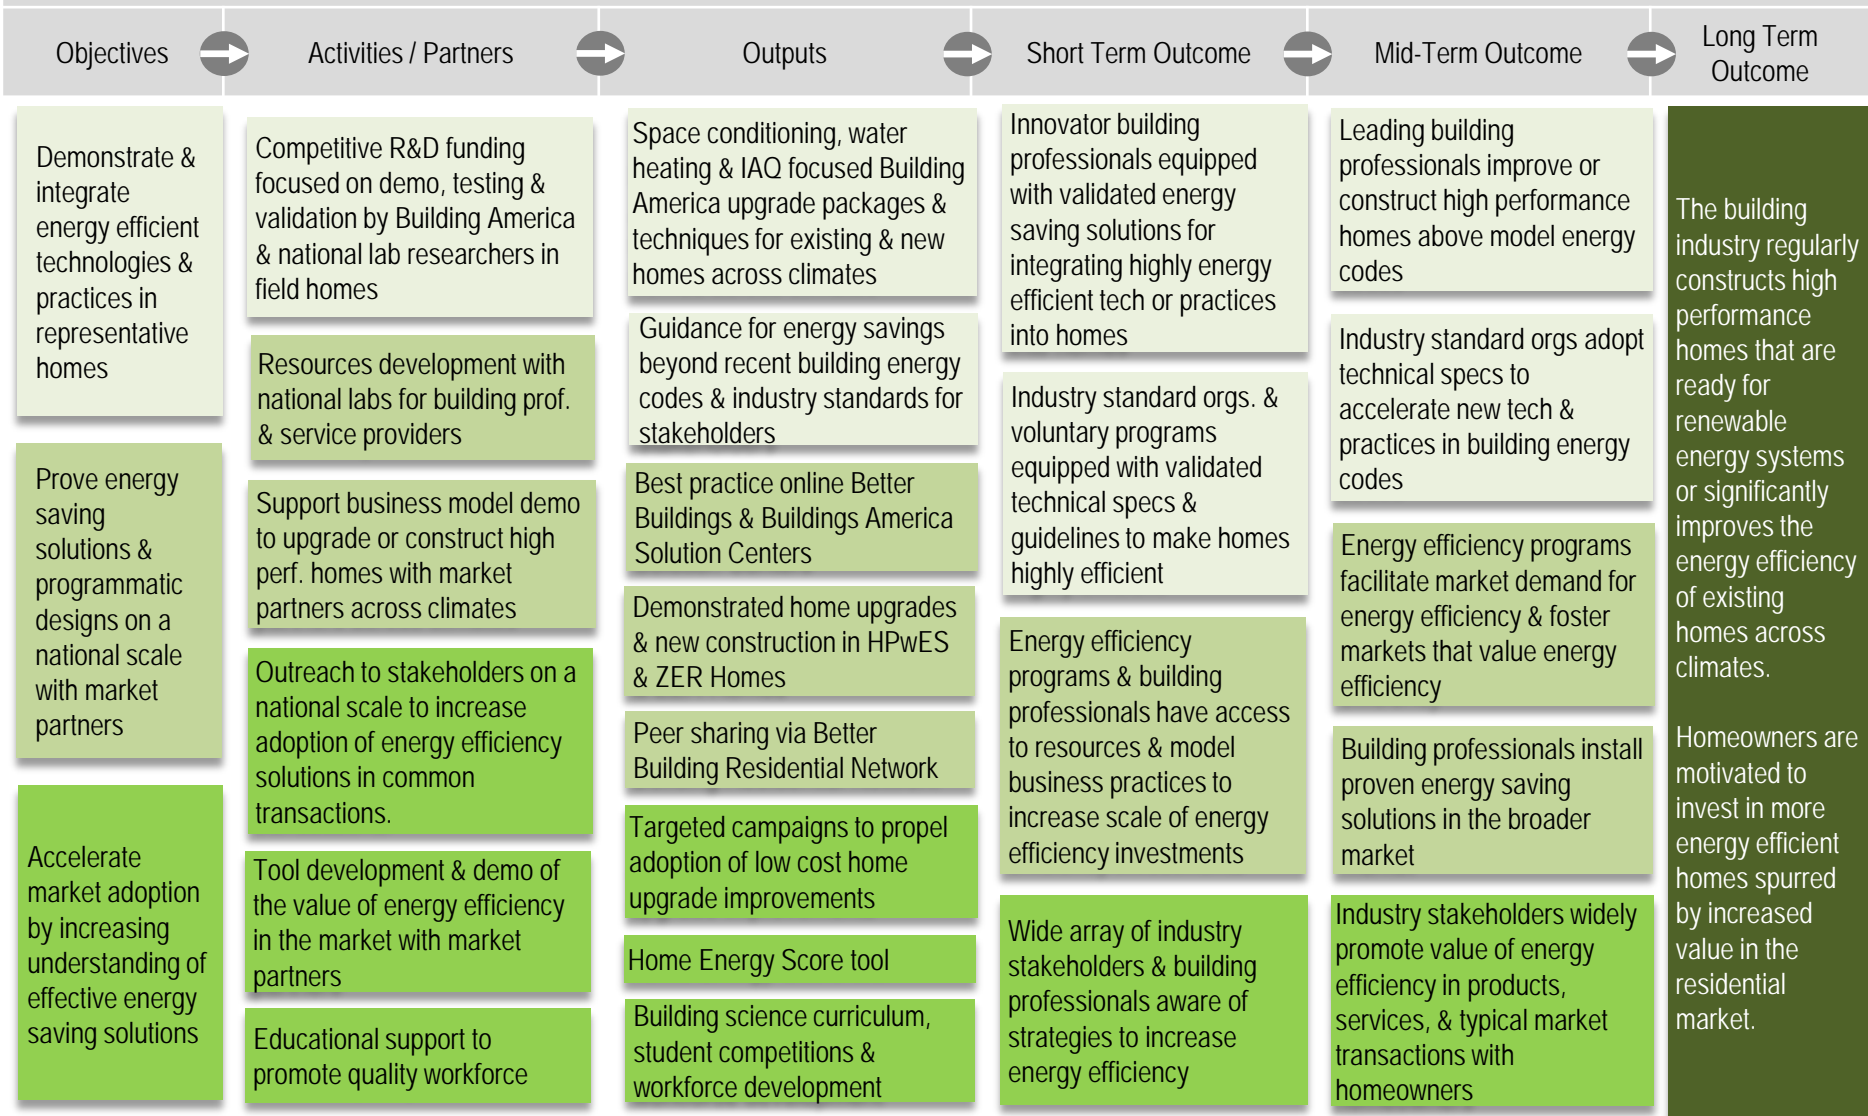 Objectives
Activities / Partners
Outputs
Short Term Outcome
Mid-Term Outcome
Long Term
Outcome
Demonstrate &
integrate
energy efficient
technologies &
practices in
representative
homes
Prove energy
saving
solutions &
programmatic
designs on a
national scale
with market
partners
Accelerate
market adoption
by increasing
understanding of
effective energy
saving solutions
Competitive R&D funding
focused on demo, testing &
validation by Building America
& national lab researchers in
field homes
Resources development with
national labs for building prof.
& service providers
Support business model demo
to upgrade or construct high
perf. homes with market
partners across climates
Outreach to stakeholders on a
national scale to increase
adoption of energy efficiency
solutions in common
transactions.
Tool development & demo of
the value of energy efficiency
in the market with market
partners
Educational support to
promote quality workforce
Space conditioning, water
heating & IAQ focused Building
America upgrade packages &
techniques for existing & new
homes across climates
Guidance for energy savings
beyond recent building energy
codes & industry standards for
stakeholders
Best practice online Better
Buildings & Buildings America
Solution Centers
Demonstrated home upgrades
& new construction in HPwES
& ZER Homes
Peer sharing via Better
Building Residential Network
Targeted campaigns to propel
adoption of low cost home
upgrade improvements
Home Energy Score tool
Building science curriculum,
student competitions &
workforce development
Innovator building
professionals equipped
with validated energy
saving solutions for
integrating highly energy
efficient tech or practices
into homes
Industry standard orgs. &
voluntary programs
equipped with validated
technical specs &
guidelines to make homes
highly efficient
Energy efficiency
programs & building
professionals have access
to resources & model
business practices to
increase scale of energy
efficiency investments
Wide array of industry
stakeholders & building
professionals aware of
strategies to increase
energy efficiency
Leading building
professionals improve or
construct high performance
homes above model energy
codes
Industry standard orgs adopt
technical specs to
accelerate new tech &
practices in building energy
codes
Energy efficiency programs
facilitate market demand for
energy efficiency & foster
markets that value energy
efficiency
Building professionals install
proven energy saving
solutions in the broader
market
Industry stakeholders widely
promote value of energy
efficiency in products,
services, & typical market
transactions with
homeowners
The building
industry regularly
constructs high
performance
homes that are
ready for
renewable
energy systems
or significantly
improves the
energy efficiency
of existing
homes across
climates.
Homeowners are
motivated to
invest in more
energy efficient
homes spurred
by increased
value in the
residential
market.